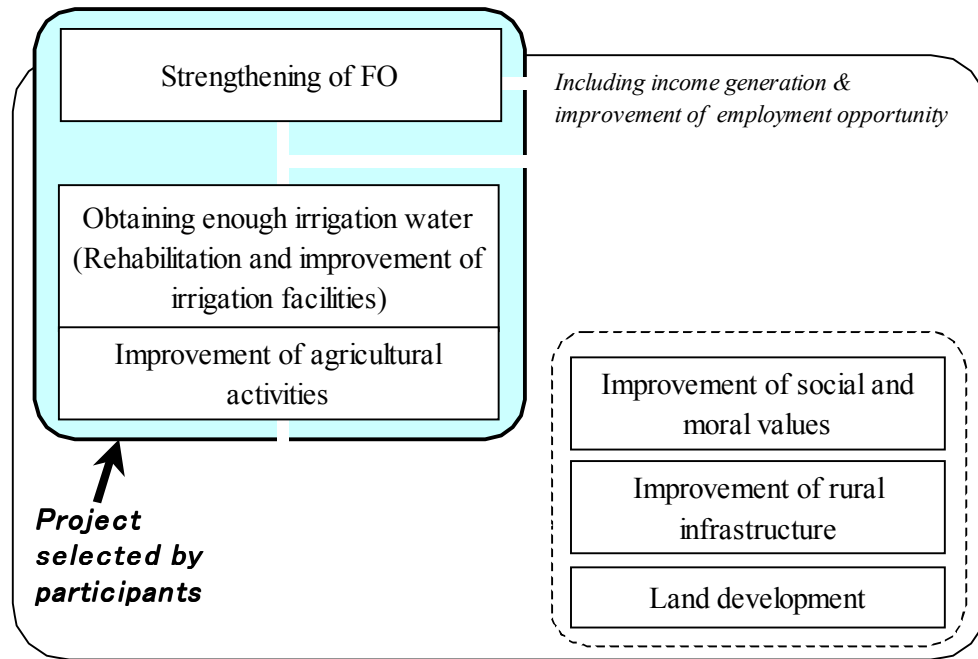 Strengthening of FO
Including income generation &
improvement of employment opportunity
Obtaining enough irrigation water
(Rehabilitation and improvement of
irrigation facilities)
Improvement of agricultural
activities
Project
selected by
participants
Improvement of social and
moral values
Improvement of rural
infrastructure
Land development